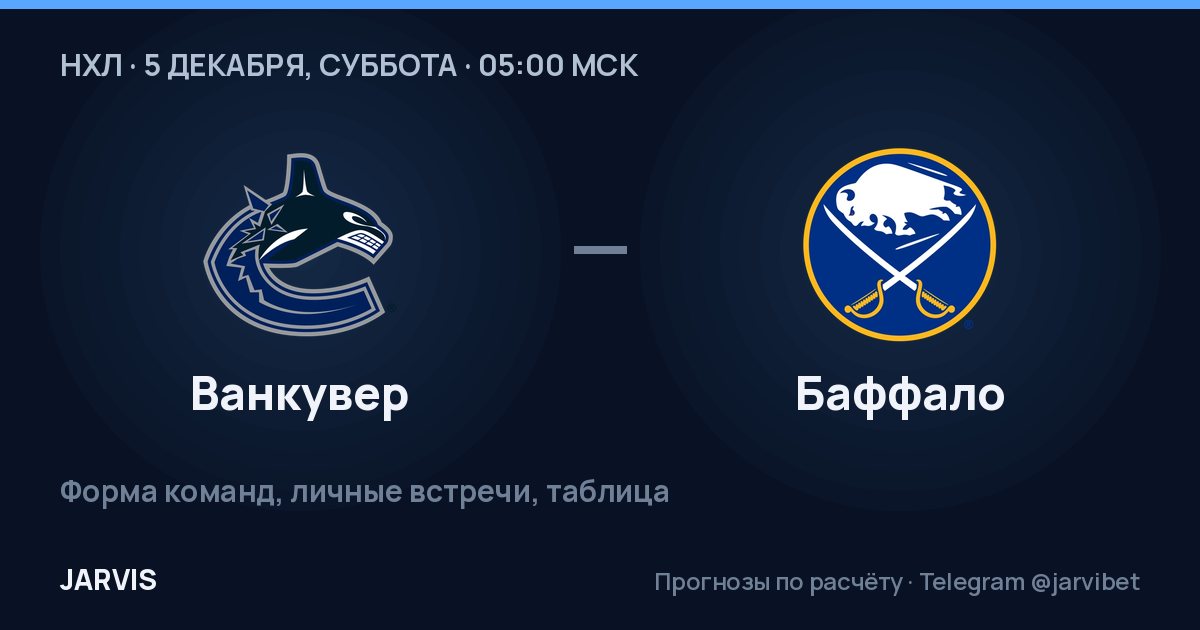 НХЛ · 5 ДЕКАБРЯ, СУББОТА · 05:00 МСК
—
Ванкувер
Баффало
Форма команд, личные встречи, таблица
JARVIS
Прогнозы по расчёту · Telegram @jarvibet